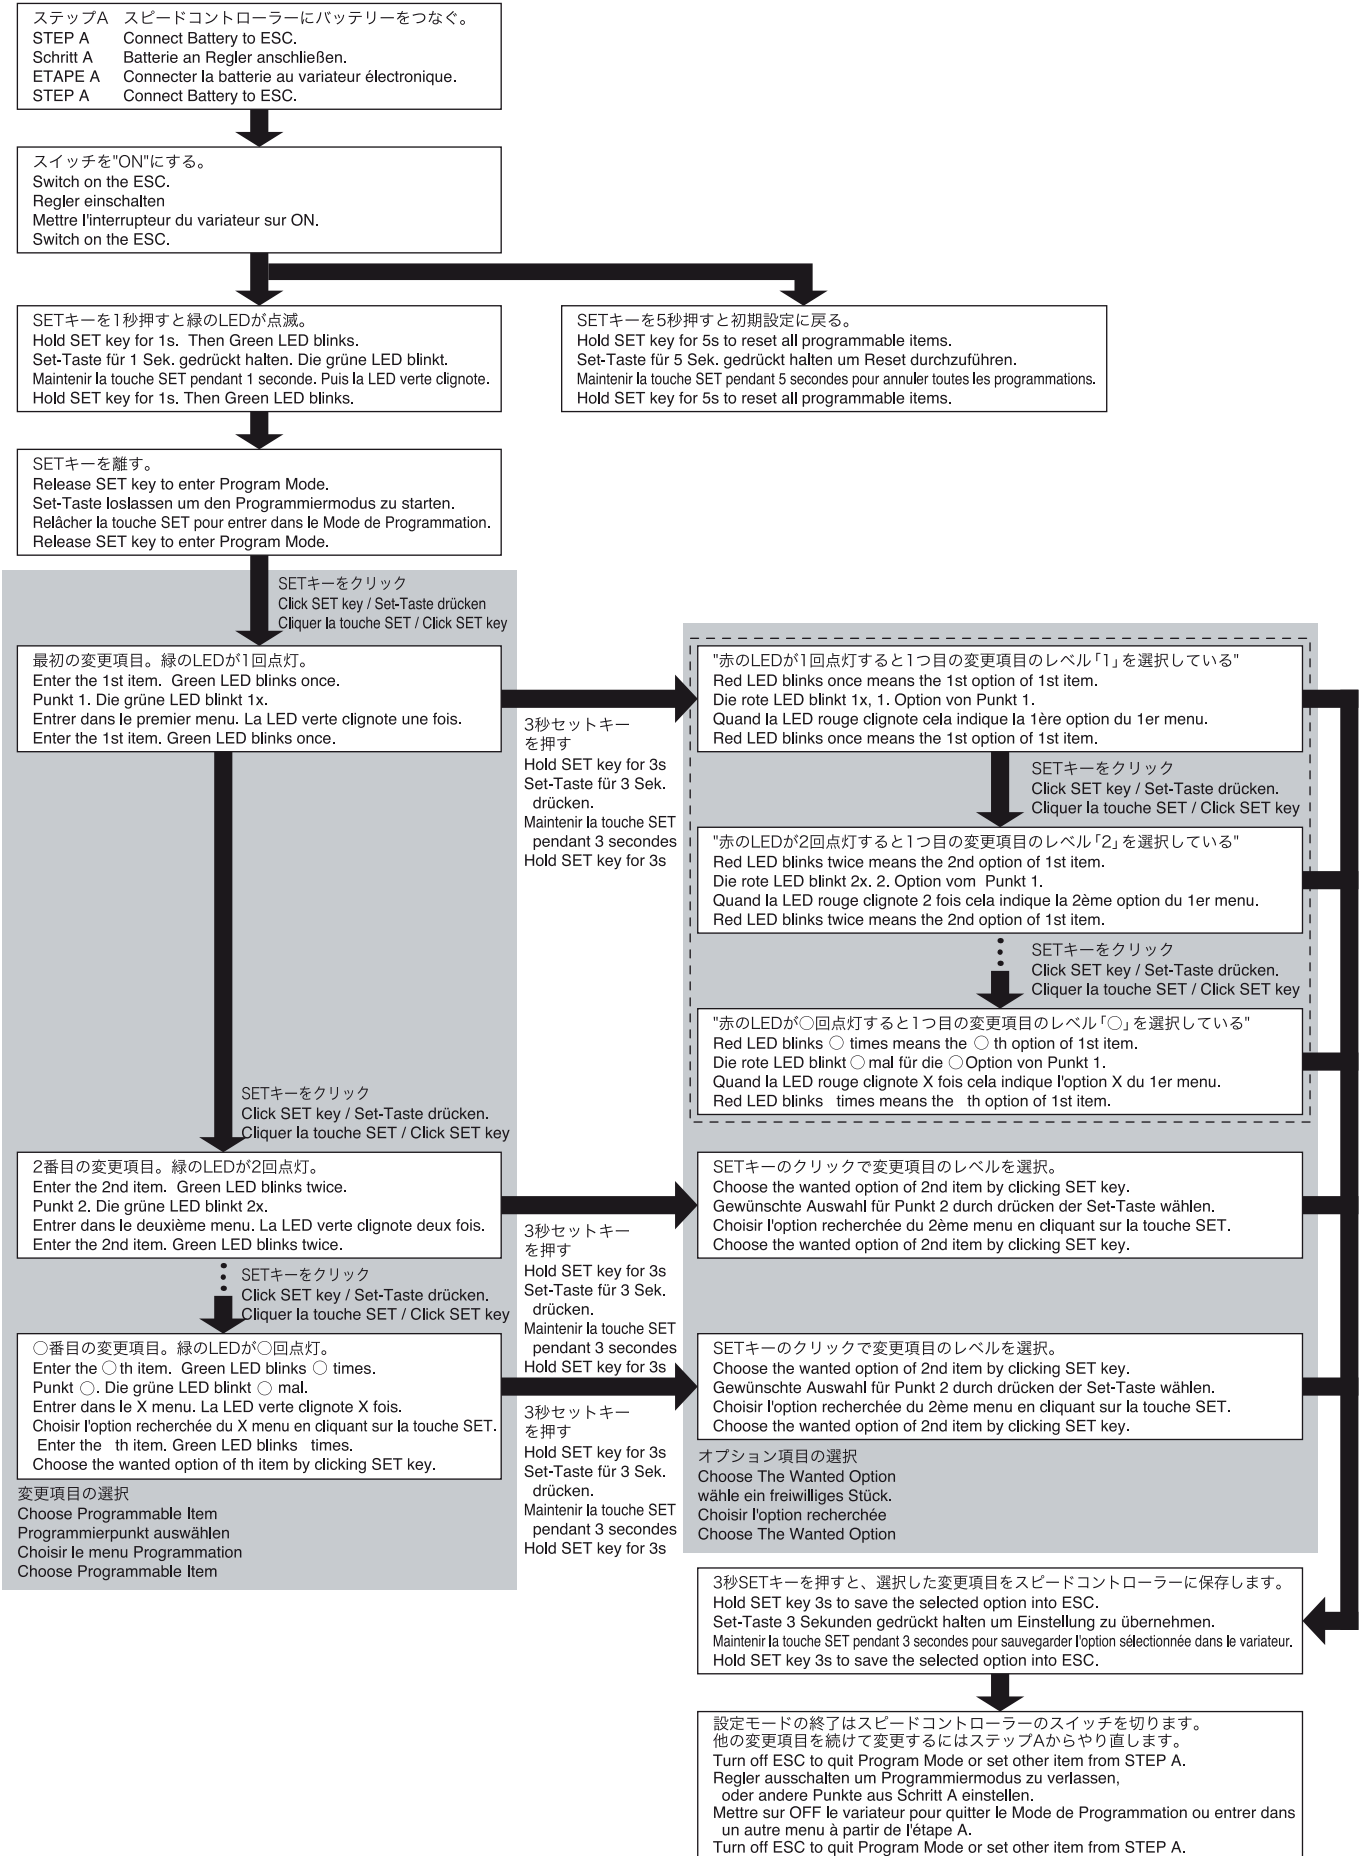 ステップA スピードコントローラーにバッテリーをつなぐ。
STEP A Connect Battery to ESC.
Schritt A Batterie an Regler anschließen.
ETAPE A Connecter la batterie au variateur électronique.
STEP A Connect Battery to ESC.
スイッチを"ON"にする。
Switch on the ESC.
Regler einschalten
Mettre l'interrupteur du variateur sur ON.
Switch on the ESC.
SETキーを1秒押すと緑のLEDが点滅。
Hold SET key for 1s. Then Green LED blinks.
Set-Taste für 1 Sek. gedrückt halten. Die grüne LED blinkt.
Maintenir la touche SET pendant 1 seconde. Puis la LED verte clignote.
Hold SET key for 1s. Then Green LED blinks.
SETキーを5秒押すと初期設定に戻る。
Hold SET key for 5s to reset all programmable items.
Set-Taste für 5 Sek. gedrückt halten um Reset durchzuführen.
Maintenir la touche SET pendant 5 secondes pour annuler toutes les programmations.
Hold SET key for 5s to reset all programmable items.
SETキーを離す。
Release SET key to enter Program Mode.
Set-Taste loslassen um den Programmiermodus zu starten.
Relâcher la touche SET pour entrer dans le Mode de Programmation.
Release SET key to enter Program Mode.
SETキーをクリック
Click SET key / Set-Taste drücken
Cliquer la touche SET / Click SET key
最初の変更項目。緑のLEDが1回点灯。
Enter the 1st item. Green LED blinks once.
Punkt 1. Die grüne LED blinkt 1x.
Entrer dans le premier menu. La LED verte clignote une fois.
Enter the 1st item. Green LED blinks once.
3秒セットキー
を押す
Hold SET key for 3s
Set-Taste für 3 Sek.
drücken.
Maintenir la touche SET
pendant 3 secondes
Hold SET key for 3s
"赤のLEDが1回点灯すると1つ目の変更項目のレベル「1」を選択している"
Red LED blinks once means the 1st option of 1st item.
Die rote LED blinkt 1x, 1. Option von Punkt 1.
Quand la LED rouge clignote cela indique la 1ère option du 1er menu.
Red LED blinks once means the 1st option of 1st item.
SETキーをクリック
Click SET key / Set-Taste drücken.
Cliquer la touche SET / Click SET key
"赤のLEDが2回点灯すると1つ目の変更項目のレベル「2」を選択している"
Red LED blinks twice means the 2nd option of 1st item.
Die rote LED blinkt 2x. 2. Option vom Punkt 1.
Quand la LED rouge clignote 2 fois cela indique la 2ème option du 1er menu.
Red LED blinks twice means the 2nd option of 1st item.
SETキーをクリック
Click SET key / Set-Taste drücken.
Cliquer la touche SET / Click SET key
"赤のLEDが○回点灯すると1つ目の変更項目のレベル「○」を選択している"
Red LED blinks ○ times means the ○ th option of 1st item.
Die rote LED blinkt ○ mal für die ○ Option von Punkt 1.
Quand la LED rouge clignote X fois cela indique l'option X du 1er menu.
Red LED blinks times means the th option of 1st item.
SETキーをクリック
Click SET key / Set-Taste drücken.
Cliquer la touche SET / Click SET key
2番目の変更項目。緑のLEDが2回点灯。
Enter the 2nd item. Green LED blinks twice.
Punkt 2. Die grüne LED blinkt 2x.
Entrer dans le deuxième menu. La LED verte clignote deux fois.
Enter the 2nd item. Green LED blinks twice.
3秒セットキー
を押す
Hold SET key for 3s
Set-Taste für 3 Sek.
drücken.
Maintenir la touche SET
pendant 3 secondes
Hold SET key for 3s
SETキーのクリックで変更項目のレベルを選択。
Choose the wanted option of 2nd item by clicking SET key.
Gewünschte Auswahl für Punkt 2 durch drücken der Set-Taste wählen.
Choisir l'option recherchée du 2ème menu en cliquant sur la touche SET.
Choose the wanted option of 2nd item by clicking SET key.
SETキーをクリック
Click SET key / Set-Taste drücken.
Cliquer la touche SET / Click SET key
○番目の変更項目。緑のLEDが○回点灯。
Enter the ○ th item. Green LED blinks ○ times.
Punkt ○. Die grüne LED blinkt ○ mal.
Entrer dans le X menu. La LED verte clignote X fois.
Choisir l'option recherchée du X menu en cliquant sur la touche SET.
Enter the th item. Green LED blinks times.
Choose the wanted option of th item by clicking SET key.
3秒セットキー
を押す
Hold SET key for 3s
Set-Taste für 3 Sek.
drücken.
Maintenir la touche SET
pendant 3 secondes
Hold SET key for 3s
SETキーのクリックで変更項目のレベルを選択。
Choose the wanted option of 2nd item by clicking SET key.
Gewünschte Auswahl für Punkt 2 durch drücken der Set-Taste wählen.
Choisir l'option recherchée du 2ème menu en cliquant sur la touche SET.
Choose the wanted option of 2nd item by clicking SET key.
変更項目の選択
Choose Programmable Item
Programmierpunkt auswählen
Choisir le menu Programmation
Choose Programmable Item
オプション項目の選択
Choose The Wanted Option
wähle ein freiwilliges Stück.
Choisir l'option recherchée
Choose The Wanted Option
3秒SETキーを押すと、選択した変更項目をスピードコントローラーに保存します。
Hold SET key 3s to save the selected option into ESC.
Set-Taste 3 Sekunden gedrückt halten um Einstellung zu übernehmen.
Maintenir la touche SET pendant 3 secondes pour sauvegarder l'option sélectionnée dans le variateur.
Hold SET key 3s to save the selected option into ESC.
設定モードの終了はスピードコントローラーのスイッチを切ります。
他の変更項目を続けて変更するにはステップAからやり直します。
Turn off ESC to quit Program Mode or set other item from STEP A.
Regler ausschalten um Programmiermodus zu verlassen,
oder andere Punkte aus Schritt A einstellen.
Mettre sur OFF le variateur pour quitter le Mode de Programmation ou entrer dans
un autre menu à partir de l'étape A.
Turn off ESC to quit Program Mode or set other item from STEP A.